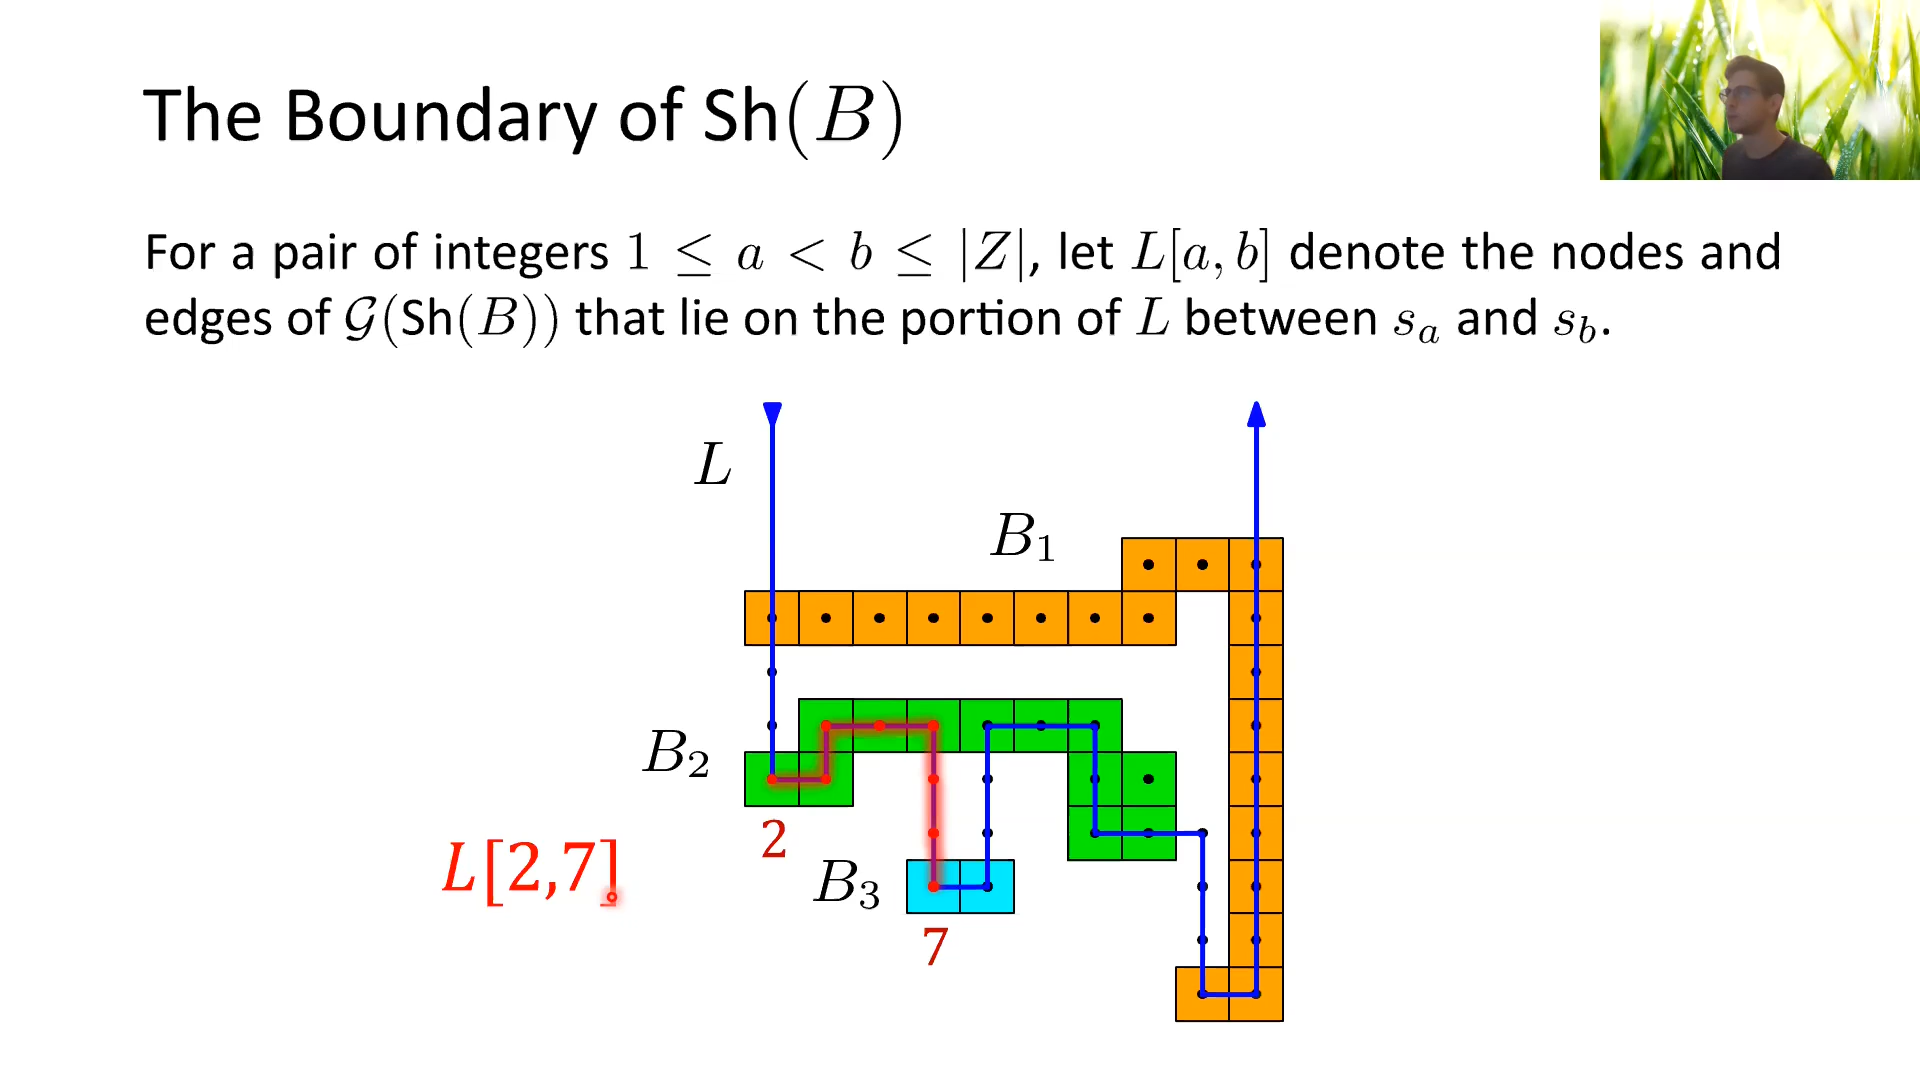 The Boundary of Sh(B)
For a pair of integers 1 ≤ a < b ≤ |Z|, let L[a, b] denote the nodes and
edges of 𝒢(Sh(B)) that lie on the portion of L between sₐ and s_b.
L
B₁
B₂
2
L[2,7]
B₃
7